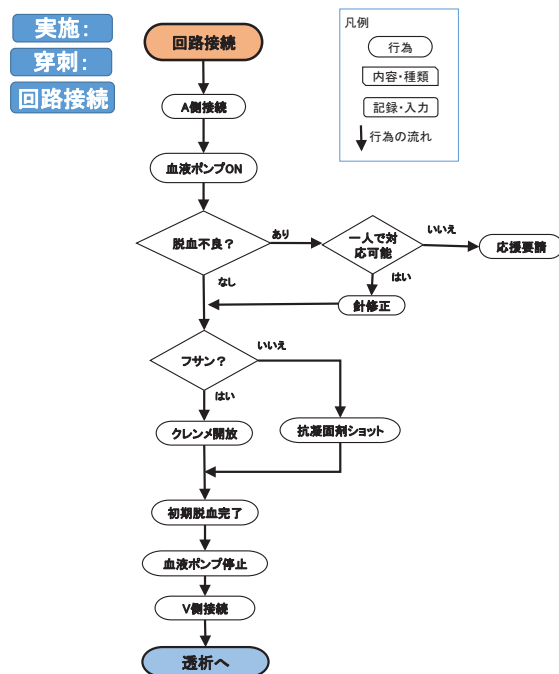 実施:
穿刺:
回路接続
回路接続
凡例
行為
内容・種類
記録・入力
行為の流れ
A側接続
血液ポンプON
脱血不良？
あり
一人で対
応可能
いいえ
応援要請
なし
はい
針修正
フサン？
いいえ
はい
クレンメ開放
抗凝固剤ショット
初期脱血完了
血液ポンプ停止
V側接続
透析へ